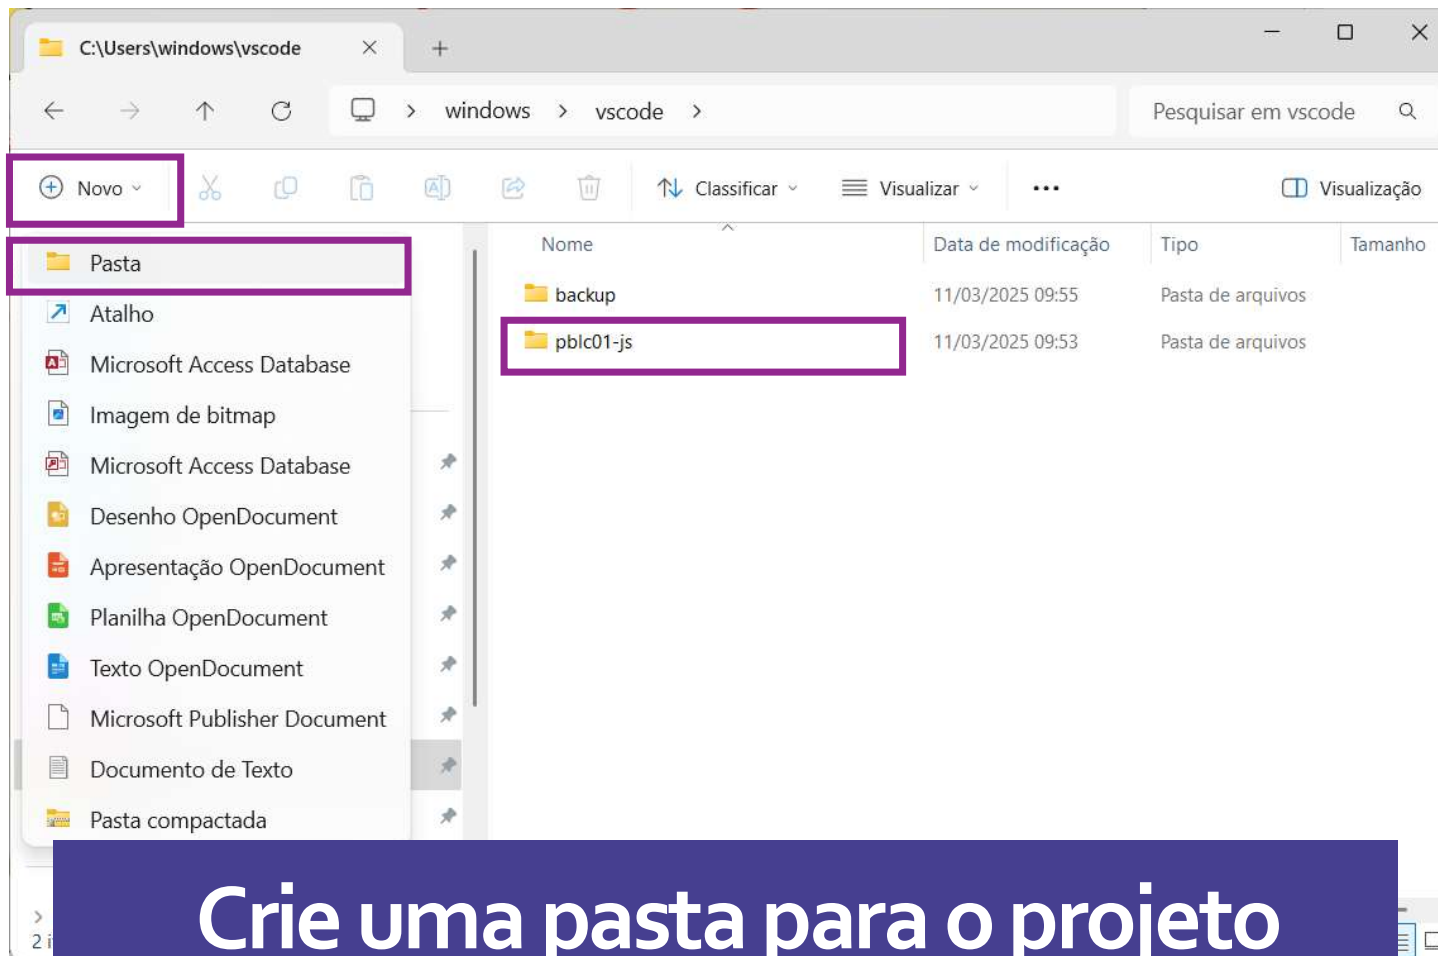 C:\Users\windows\vscode
windows > vscode >
Pesquisar em vscode
Novo
Classificar
Visualizar
Visualização
Nome
Data de modificação
Tipo
Tamanho
Pasta
backup
11/03/2025 09:55
Pasta de arquivos
pblc01-js
11/03/2025 09:53
Pasta de arquivos
Atalho
Microsoft Access Database
Imagem de bitmap
Microsoft Access Database
Desenho OpenDocument
Apresentação OpenDocument
Planilha OpenDocument
Texto OpenDocument
Microsoft Publisher Document
Documento de Texto
Pasta compactada
Crie uma pasta para o projeto
2